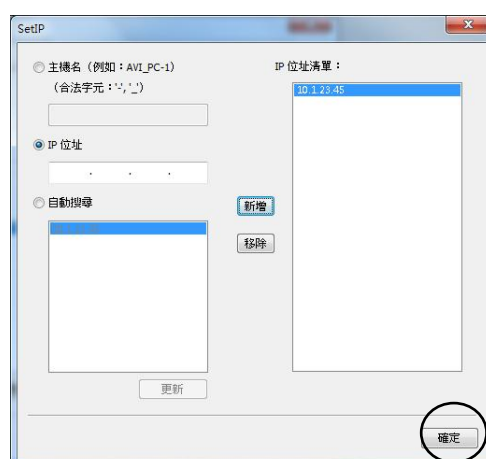 SetIP
主機名（例如：AVI_PC-1）
（合法字元：'-','_'）
IP 位址
自動搜尋
更新
新增
移除
IP 位址清單：
10.1.23.45
確定